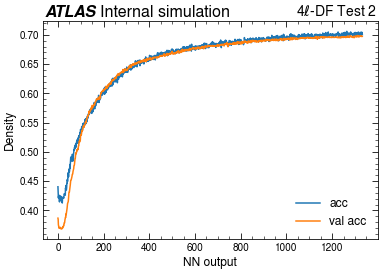 ATLAS Internal simulation
4ℓ-DF Test 2
0.70
0.65
0.60
0.55
0.50
0.45
0.40
Density
acc
val acc
0 200 400 600 800 1000 1200
NN output